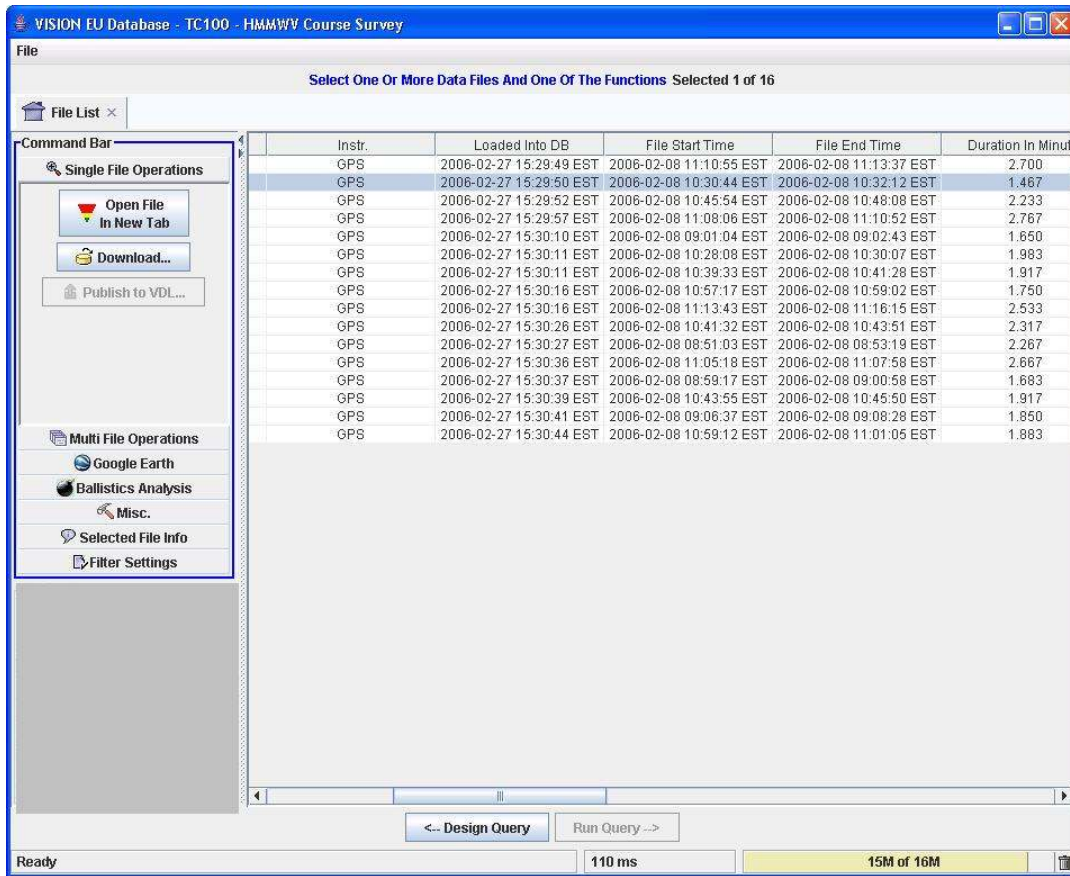 VISION EU Database - TC100 - HMMWV Course Survey
File
Select One Or More Data Files And One Of The Functions Selected 1 of 16
File List
Command Bar
Single File Operations
Open File
In New Tab
Download...
Publish to VDL...
Multi File Operations
Google Earth
Ballistics Analysis
Misc.
Selected File Info
Filter Settings
Instr. Loaded Into DB File Start Time File End Time Duration In Minut
GPS 2006-02-27 15:29:49 EST 2006-02-08 11:10:55 EST 2006-02-08 11:13:37 EST 2.700
GPS 2006-02-27 15:29:50 EST 2006-02-08 10:30:44 EST 2006-02-08 10:32:12 EST 1.467
GPS 2006-02-27 15:29:52 EST 2006-02-08 10:45:54 EST 2006-02-08 10:48:08 EST 2.233
GPS 2006-02-27 15:29:57 EST 2006-02-08 11:08:06 EST 2006-02-08 11:10:52 EST 2.767
GPS 2006-02-27 15:30:10 EST 2006-02-08 09:01:04 EST 2006-02-08 09:02:43 EST 1.650
GPS 2006-02-27 15:30:11 EST 2006-02-08 10:28:08 EST 2006-02-08 10:30:07 EST 1.983
GPS 2006-02-27 15:30:11 EST 2006-02-08 10:39:33 EST 2006-02-08 10:41:28 EST 1.917
GPS 2006-02-27 15:30:16 EST 2006-02-08 10:57:17 EST 2006-02-08 10:59:02 EST 1.750
GPS 2006-02-27 15:30:16 EST 2006-02-08 11:13:43 EST 2006-02-08 11:16:15 EST 2.533
GPS 2006-02-27 15:30:26 EST 2006-02-08 10:41:32 EST 2006-02-08 10:43:51 EST 2.317
GPS 2006-02-27 15:30:27 EST 2006-02-08 08:51:03 EST 2006-02-08 08:53:19 EST 2.267
GPS 2006-02-27 15:30:36 EST 2006-02-08 11:05:18 EST 2006-02-08 11:07:58 EST 2.667
GPS 2006-02-27 15:30:37 EST 2006-02-08 08:59:17 EST 2006-02-08 09:00:58 EST 1.683
GPS 2006-02-27 15:30:39 EST 2006-02-08 10:43:55 EST 2006-02-08 10:45:50 EST 1.917
GPS 2006-02-27 15:30:41 EST 2006-02-08 09:06:37 EST 2006-02-08 09:08:28 EST 1.850
GPS 2006-02-27 15:30:44 EST 2006-02-08 10:59:12 EST 2006-02-08 11:01:05 EST 1.883
<-- Design Query Run Query -->
Ready 110 ms 15M of 16M